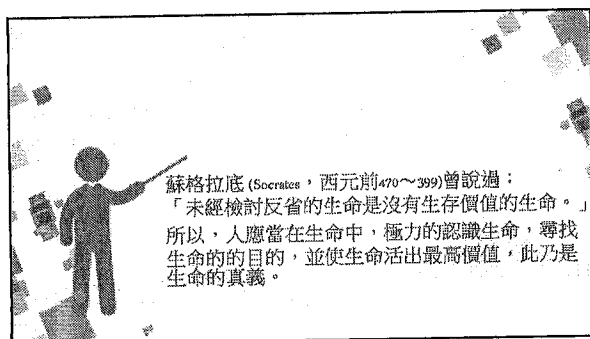 蘇格拉底 (Socrates，西元前470～399)曾說過：
「未經檢討反省的生命是沒有生存價值的生命。」
所以，人應當在生命中，極力的認識生命，尋找
生命的的目的，並使生命活出最高價值，此乃是
生命的真義。